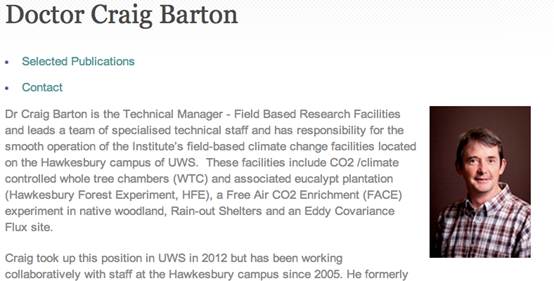 Doctor Craig Barton
Selected Publications
Contact
Dr Craig Barton is the Technical Manager - Field Based Research Facilities
and leads a team of specialised technical staff and has responsibility for the
smooth operation of the Institute's field-based climate change facilities located
on the Hawkesbury campus of UWS.  These facilities include CO2 /climate
controlled whole tree chambers (WTC) and associated eucalypt plantation
(Hawkesbury Forest Experiment, HFE), a Free Air CO2 Enrichment (FACE)
experiment in native woodland, Rain-out Shelters and an Eddy Covariance
Flux site.
Craig took up this position in UWS in 2012 but has been working
collaboratively with staff at the Hawkesbury campus since 2005. He formerly